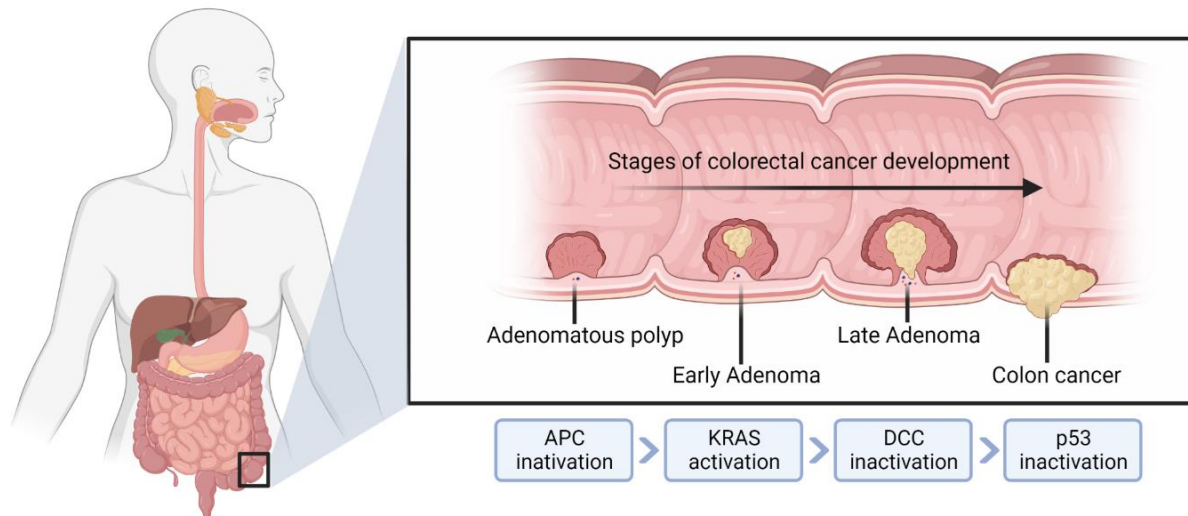 Stages of colorectal cancer development
Adenomatous polyp
Early Adenoma
Late Adenoma
Colon cancer
APC
inativation
KRAS
activation
DCC
inactivation
p53
inactivation